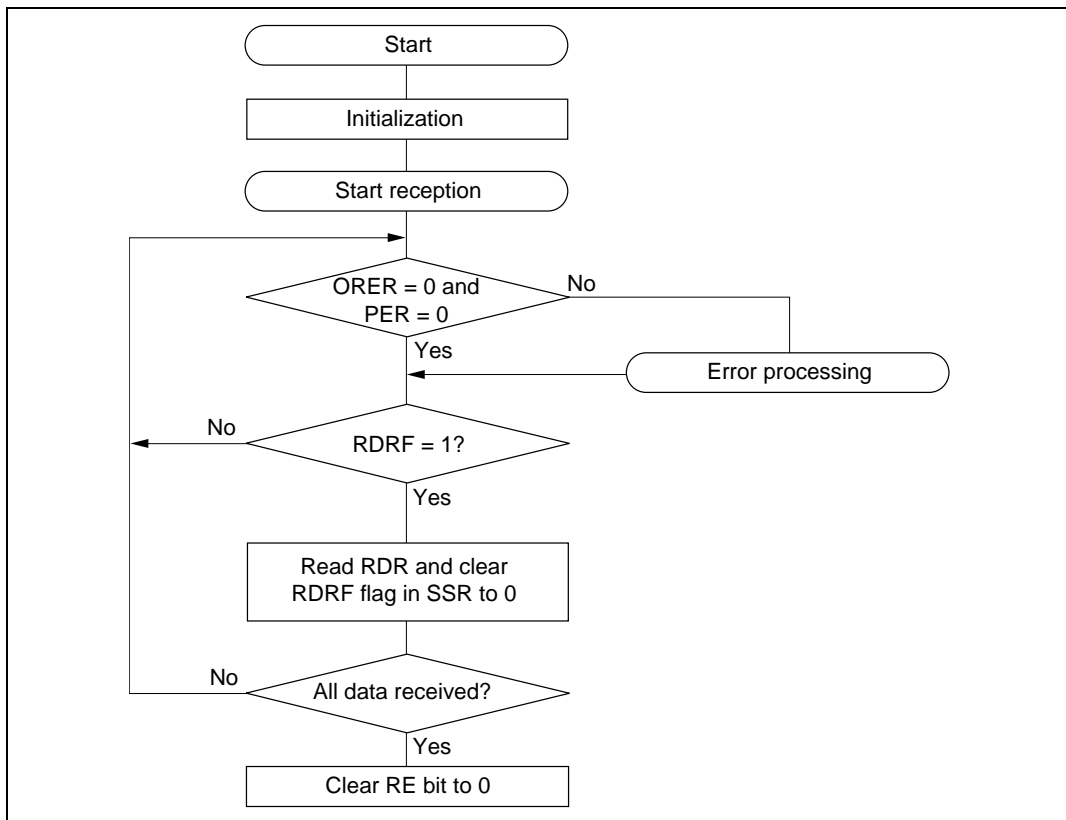 Start
Initialization
Start reception
ORER = 0 and
PER = 0
No
Yes
Error processing
No
RDRF = 1?
Yes
Read RDR and clear
RDRF flag in SSR to 0
No
All data received?
Yes
Clear RE bit to 0